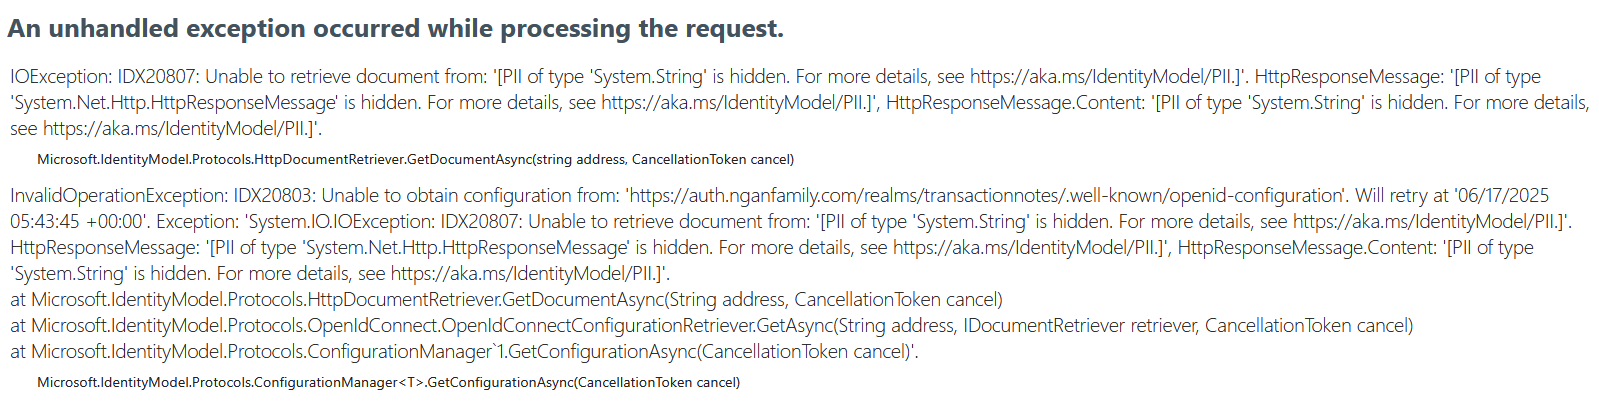 An unhandled exception occurred while processing the request.
IOException: IDX20807: Unable to retrieve document from: '[PII of type 'System.String' is hidden. For more details, see https://aka.ms/IdentityModel/PII.]'. HttpResponseMessage: '[PII of type
'System.Net.Http.HttpResponseMessage' is hidden. For more details, see https://aka.ms/IdentityModel/PII.]', HttpResponseMessage.Content: '[PII of type 'System.String' is hidden. For more details,
see https://aka.ms/IdentityModel/PII.]'.
Microsoft.IdentityModel.Protocols.HttpDocumentRetriever.GetDocumentAsync(string address, CancellationToken cancel)
InvalidOperationException: IDX20803: Unable to obtain configuration from: 'https://auth.nganfamily.com/realms/transactionnotes/.well-known/openid-configuration'. Will retry at '06/17/2025
05:43:45 +00:00'. Exception: 'System.IO.IOException: IDX20807: Unable to retrieve document from: '[PII of type 'System.String' is hidden. For more details, see https://aka.ms/IdentityModel/PII.]'.
HttpResponseMessage: '[PII of type 'System.Net.Http.HttpResponseMessage' is hidden. For more details, see https://aka.ms/IdentityModel/PII.]', HttpResponseMessage.Content: '[PII of type
'System.String' is hidden. For more details, see https://aka.ms/IdentityModel/PII.]'.
at Microsoft.IdentityModel.Protocols.HttpDocumentRetriever.GetDocumentAsync(String address, CancellationToken cancel)
at Microsoft.IdentityModel.Protocols.OpenIdConnect.OpenIdConnectConfigurationRetriever.GetAsync(String address, IDocumentRetriever retriever, CancellationToken cancel)
at Microsoft.IdentityModel.Protocols.ConfigurationManager`1.GetConfigurationAsync(CancellationToken cancel)'.
Microsoft.IdentityModel.Protocols.ConfigurationManager<T>.GetConfigurationAsync(CancellationToken cancel)